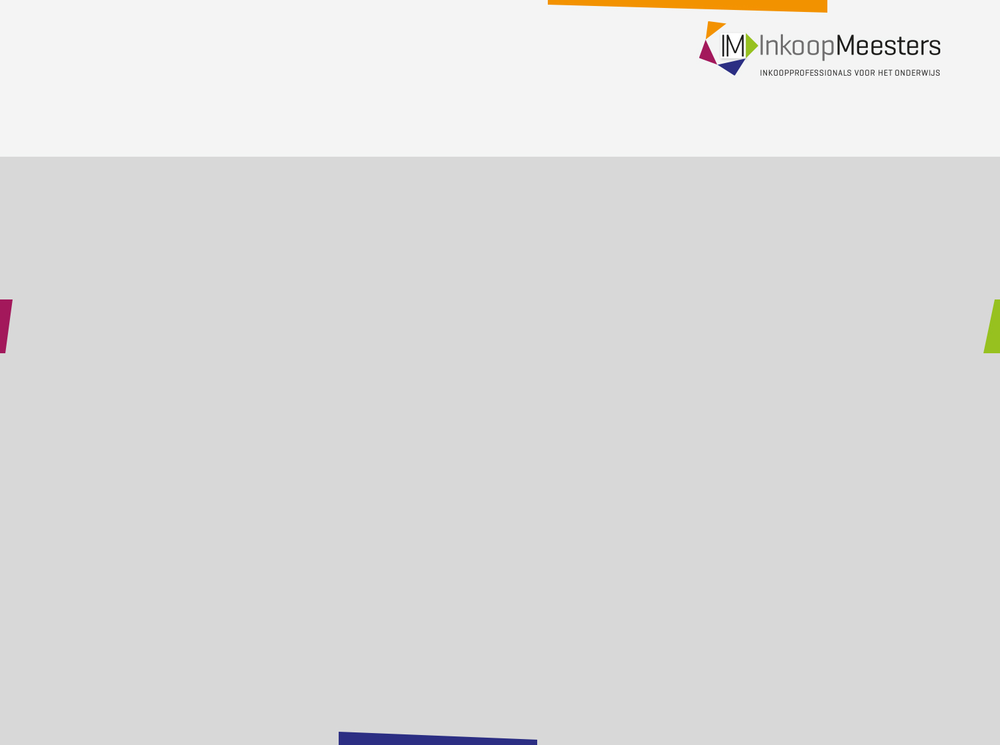 IM InkoopMeesters
INKOOPPROFESSIONALS VOOR HET ONDERWIJS